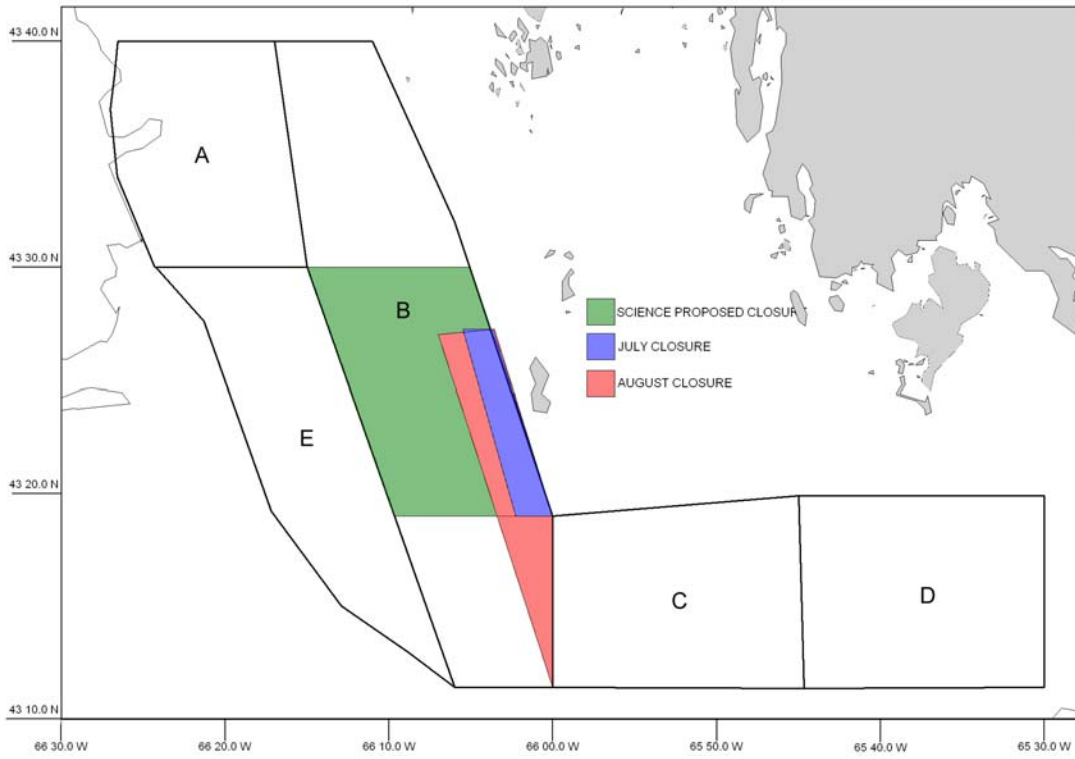 43 40.0 N
A
43 30.0 N
B
SCIENCE PROPOSED CLOSURE
JULY CLOSURE
AUGUST CLOSURE
E
43 20.0 N
C
D
43 10.0 N
66 30.0 W
66 20.0 W
66 10.0 W
66 00.0 W
65 50.0 W
65 40.0 W
65 30.0 W